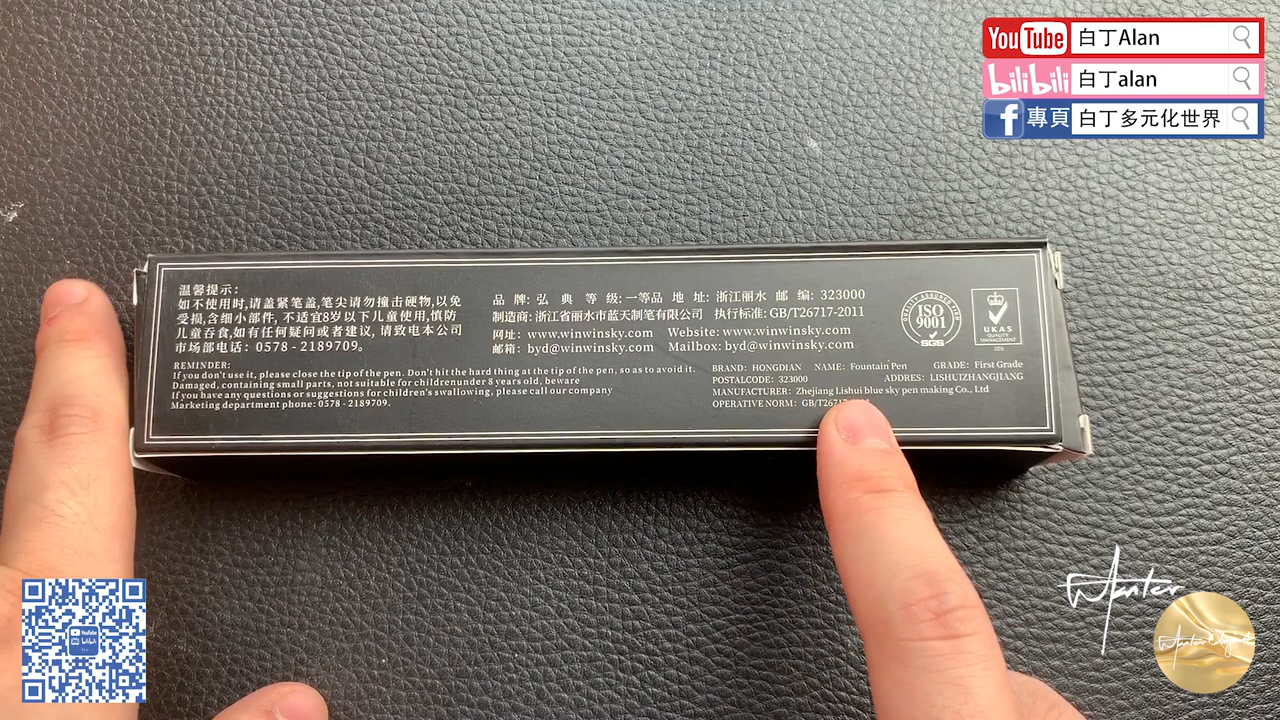 YouTube 白丁Alan
bilibili 白丁alan
f 專頁 白丁多元化世界
温馨提示:
如不使用时,请盖紧笔盖,笔尖请勿撞击硬物,以免
受损,含细小部件,不适宜8岁以下儿童使用,慎防
儿童吞食,如有任何疑问或者建议,请致电本公司
市场部电话: 0578-2189709。
品牌: 弘典 等级: 一等品 地址: 浙江丽水 邮编: 323000
制造商: 浙江省丽水市蓝天制笔有限公司 执行标准: GB/T26717-2011
网址: www.winwinsky.com Website: www.winwinsky.com
邮箱: byd@winwinsky.com Mailbox: byd@winwinsky.com
QUALITY ASSURED FIRM
ISO
9001
SGS
UKAS
QUALITY
MANAGEMENT
005
REMINDER:
If you don't use it, please close the tip of the pen. Don't hit the hard thing at the tip of the pen, so as to avoid it.
Damaged, containing small parts, not suitable for childrenunder 8 years old, beware
If you have any questions or suggestions for children's swallowing, please call our company
Marketing department phone: 0578-2189709.
BRAND: HONGDIAN NAME: Fountain Pen GRADE: First Grade
POSTALCODE: 323000 ADDRES: LISHUIZHANGJIANG
MANUFACTURER: Zhejiang Lishui blue sky pen making Co., Ltd
OPERATIVE NORM: GB/T2671
YouTube
bilibili